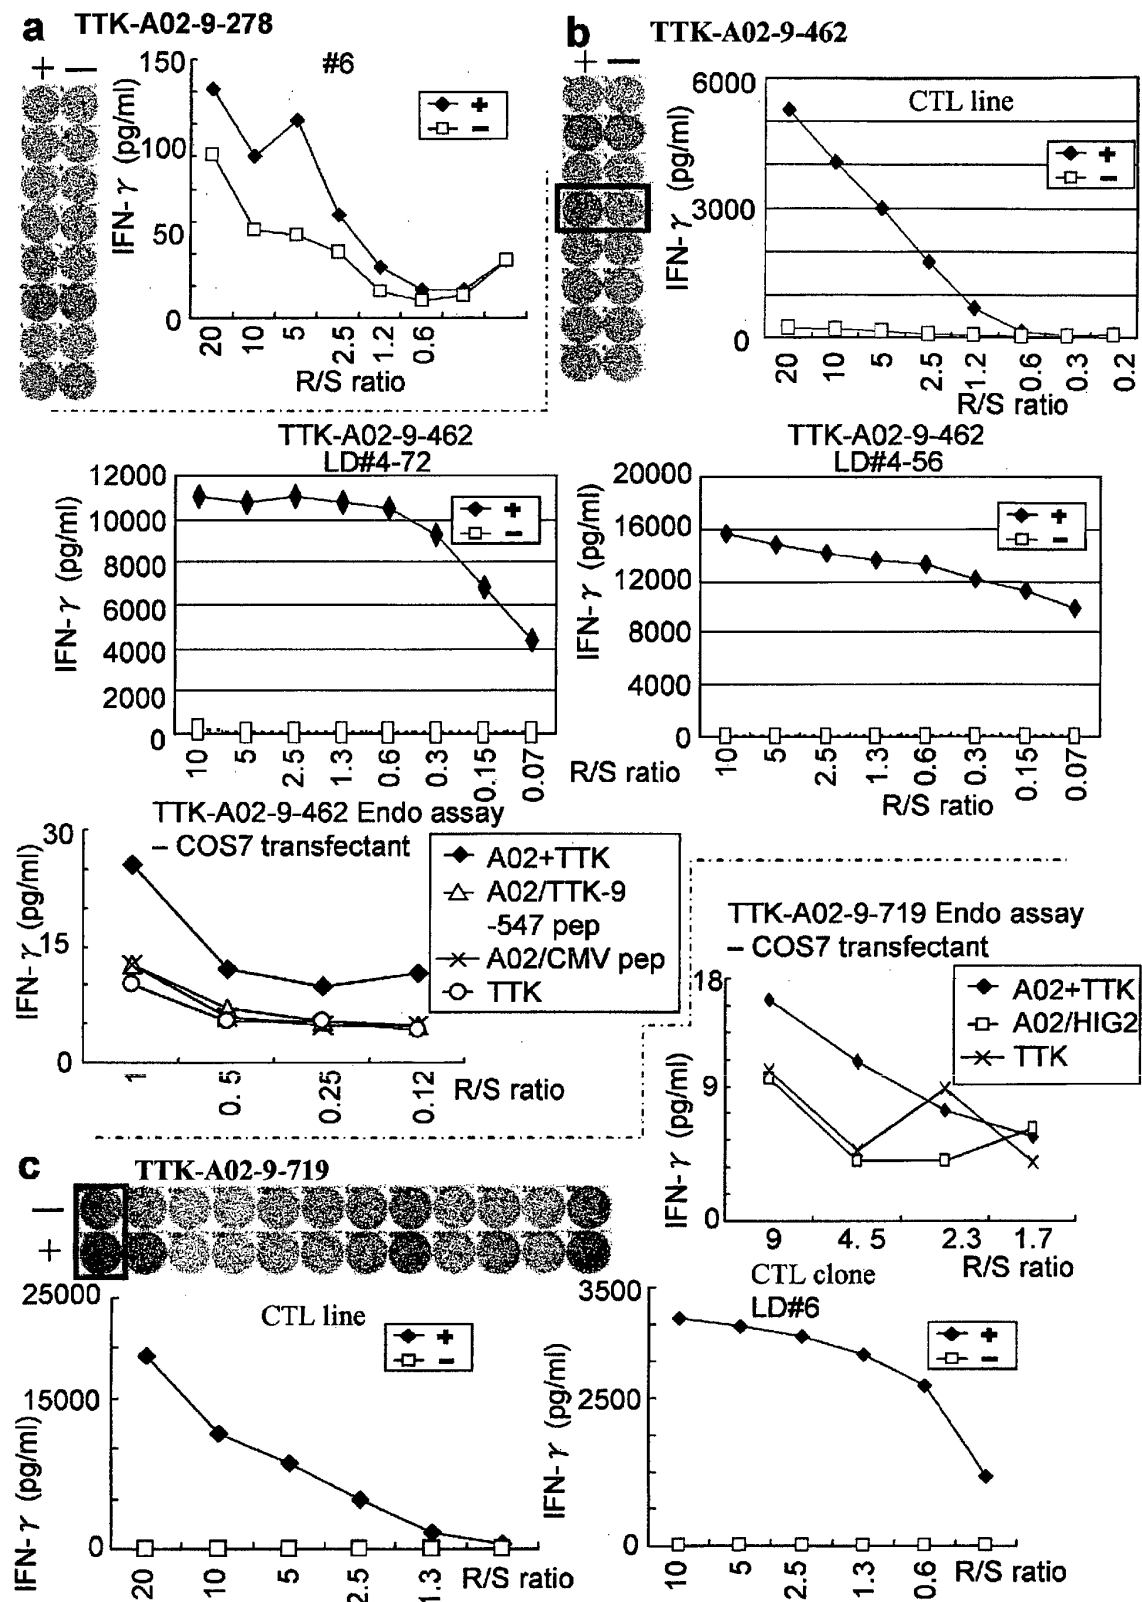 a TTK-A02-9-278
+ −
#6
IFN-γ (pg/ml)
150
100
50
0
+
−
20 10 5 2.5 1.2 0.6
R/S ratio
b TTK-A02-9-462
+ −
CTL line
IFN-γ (pg/ml)
6000
3000
0
+
−
20 10 5 2.5 1.2 0.6 0.3 0.2
R/S ratio
TTK-A02-9-462
LD#4-72
IFN-γ (pg/ml)
12000
10000
8000
6000
4000
2000
0
+
−
10 5 2.5 1.3 0.6 0.3 0.15 0.07
R/S ratio
TTK-A02-9-462
LD#4-56
IFN-γ (pg/ml)
20000
16000
12000
8000
4000
0
+
−
10 5 2.5 1.3 0.6 0.3 0.15 0.07
R/S ratio
TTK-A02-9-462 Endo assay
– COS7 transfectant
IFN-γ (pg/ml)
30
15
0
A02+TTK
A02/TTK-9
-547 pep
A02/CMV pep
TTK
1 0.5 0.25 0.12
R/S ratio
TTK-A02-9-719 Endo assay
– COS7 transfectant
IFN-γ (pg/ml)
18
9
0
A02+TTK
A02/HIG2
TTK
9 4.5 2.3 1.7
R/S ratio
c TTK-A02-9-719
−
+
CTL line
IFN-γ (pg/ml)
25000
15000
0
+
−
20 10 5 2.5 1.3
R/S ratio
CTL clone
LD#6
IFN-γ (pg/ml)
3500
2500
0
+
−
10 5 2.5 1.3 0.6
R/S ratio